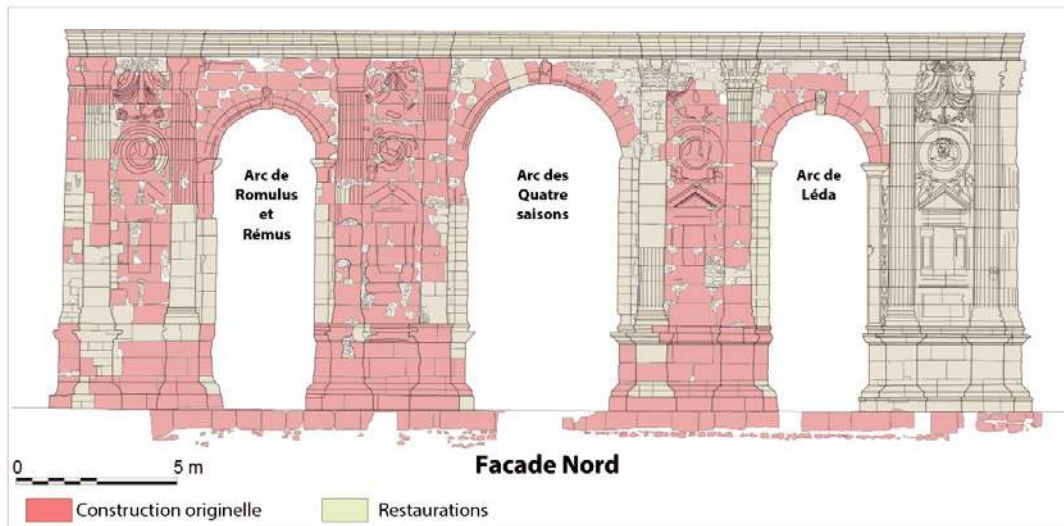 Arc de
Romulus
et
Rémus
Arc des
Quatre
saisons
Arc de
Léda
0
5 m
Facade Nord
Construction originelle
Restaurations